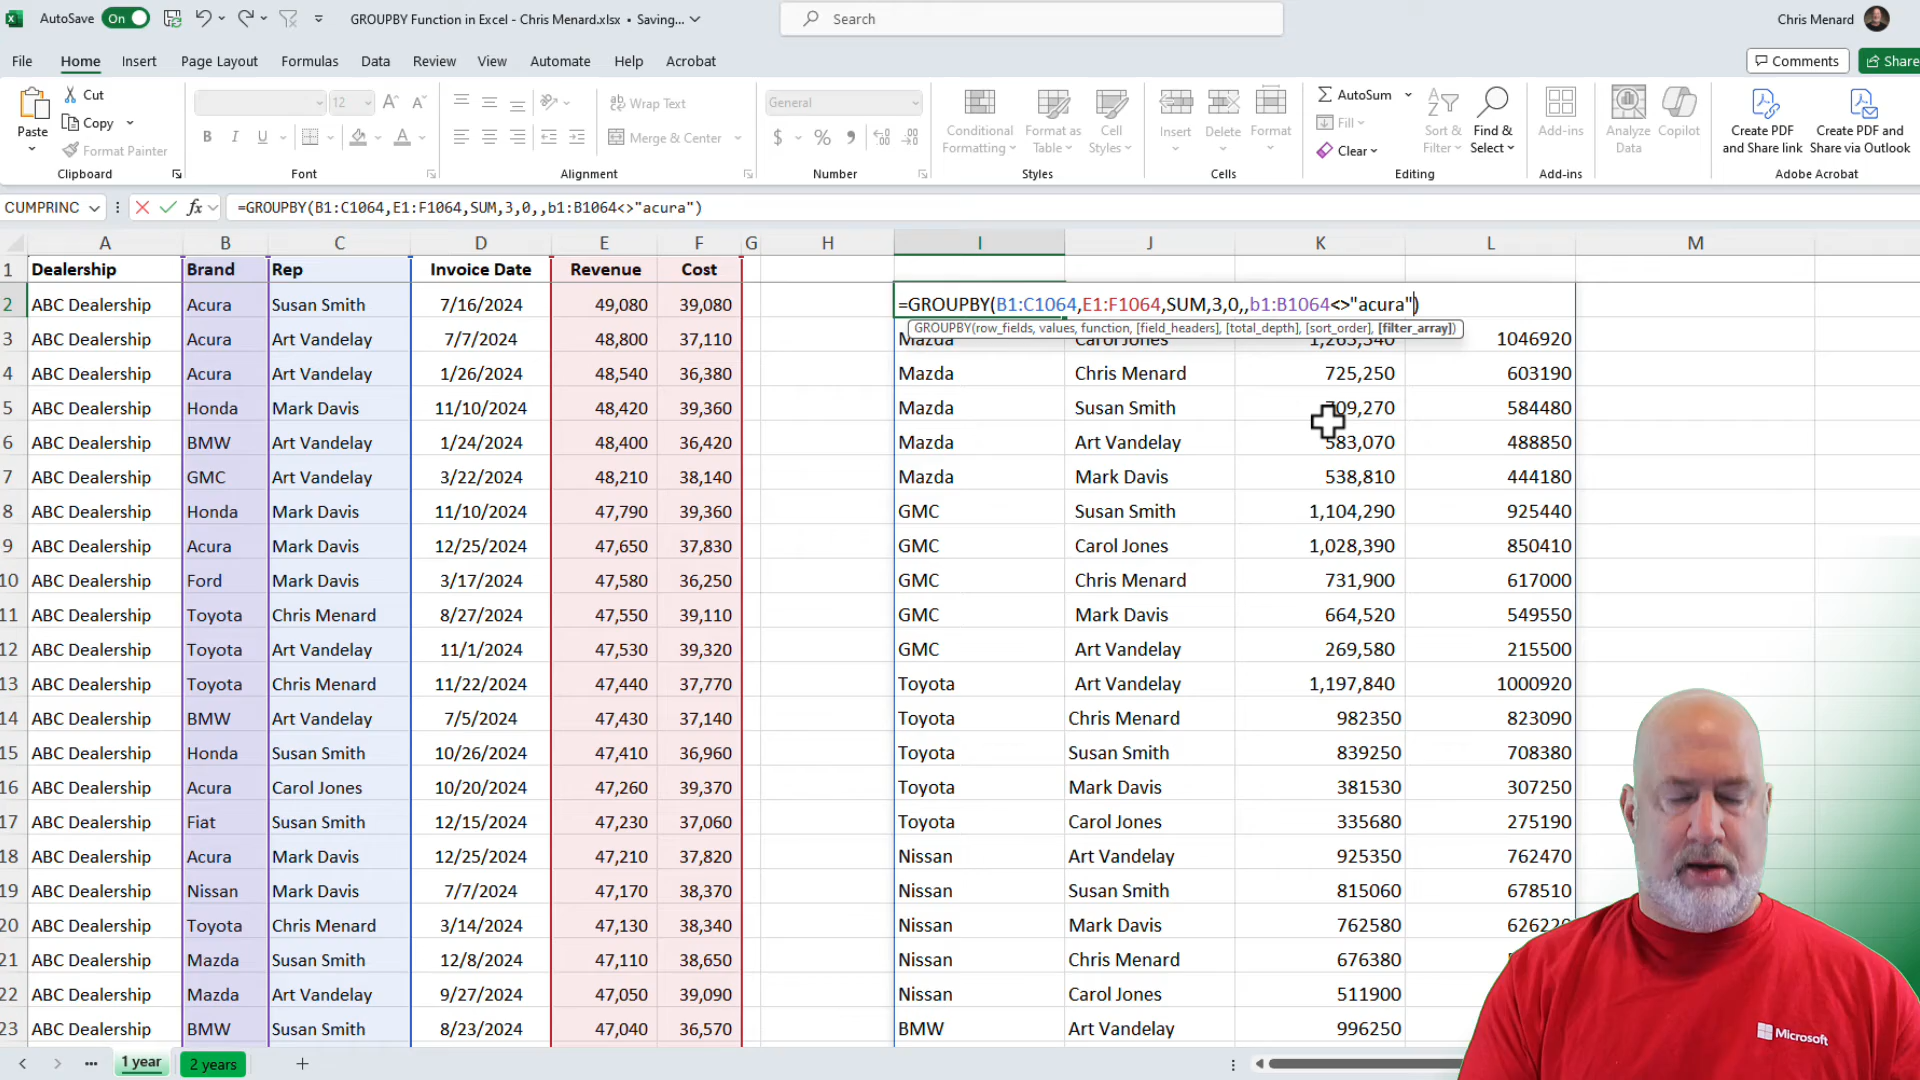 AutoSave On GROUPBY Function in Excel - Chris Menard.xlsx • Saving... Search Chris Menard
File Home Insert Page Layout Formulas Data Review View Automate Help Acrobat Comments Share
Paste Cut Copy Format Painter Clipboard
12 A A B I U A Font
ab Wrap Text Merge & Center Alignment
General $ % Number
Conditional Formatting Format as Table Cell Styles Styles
Insert Delete Format Cells
AutoSum Fill Clear Sort & Filter Find & Select Editing
Add-ins Add-ins
Analyze Data Copilot
Create PDF and Share link Create PDF and Share via Outlook Adobe Acrobat
CUMPRINC fx =GROUPBY(B1:C1064,E1:F1064,SUM,3,0,,b1:B1064<>"acura")
A B C D E F G H I J K L M
1 Dealership Brand Rep Invoice Date Revenue Cost
2 ABC Dealership Acura Susan Smith 7/16/2024 49,080 39,080 =GROUPBY(B1:C1064,E1:F1064,SUM,3,0,,b1:B1064<>"acura")
GROUPBY(row_fields, values, function, [field_headers], [total_depth], [sort_order], [filter_array])
3 ABC Dealership Acura Art Vandelay 7/7/2024 48,800 37,110 Mazda Carol Jones 1046920
4 ABC Dealership Acura Art Vandelay 1/26/2024 48,540 36,380 Mazda Chris Menard 725,250 603190
5 ABC Dealership Honda Mark Davis 11/10/2024 48,420 39,360 Mazda Susan Smith 709,270 584480
6 ABC Dealership BMW Art Vandelay 1/24/2024 48,400 36,420 Mazda Art Vandelay 583,070 488850
7 ABC Dealership GMC Art Vandelay 3/22/2024 48,210 38,140 Mazda Mark Davis 538,810 444180
8 ABC Dealership Honda Mark Davis 11/10/2024 47,790 39,360 GMC Susan Smith 1,104,290 925440
9 ABC Dealership Acura Mark Davis 12/25/2024 47,650 37,830 GMC Carol Jones 1,028,390 850410
10 ABC Dealership Ford Mark Davis 3/17/2024 47,580 36,250 GMC Chris Menard 731,900 617000
11 ABC Dealership Toyota Chris Menard 8/27/2024 47,550 39,110 GMC Mark Davis 664,520 549550
12 ABC Dealership Toyota Art Vandelay 11/1/2024 47,530 39,320 GMC Art Vandelay 269,580 215500
13 ABC Dealership Toyota Chris Menard 11/22/2024 47,440 37,770 Toyota Art Vandelay 1,197,840 1000920
14 ABC Dealership BMW Art Vandelay 7/5/2024 47,430 37,140 Toyota Chris Menard 982350 823090
15 ABC Dealership Honda Susan Smith 10/26/2024 47,410 36,960 Toyota Susan Smith 839250 708380
16 ABC Dealership Acura Carol Jones 10/20/2024 47,260 39,370 Toyota Mark Davis 381530 307250
17 ABC Dealership Fiat Susan Smith 12/15/2024 47,230 37,060 Toyota Carol Jones 335680 275190
18 ABC Dealership Acura Mark Davis 12/25/2024 47,210 37,820 Nissan Art Vandelay 925350 762470
19 ABC Dealership Nissan Mark Davis 7/7/2024 47,170 38,370 Nissan Susan Smith 815060 678510
20 ABC Dealership Toyota Chris Menard 3/14/2024 47,130 38,340 Nissan Mark Davis 762580
21 ABC Dealership Mazda Susan Smith 12/8/2024 47,110 38,650 Nissan Chris Menard 676380
22 ABC Dealership Mazda Art Vandelay 9/27/2024 47,050 39,090 Nissan Carol Jones 511900
23 ABC Dealership BMW Susan Smith 8/23/2024 47,040 36,570 BMW Art Vandelay 996250
Microsoft
1 year 2 years